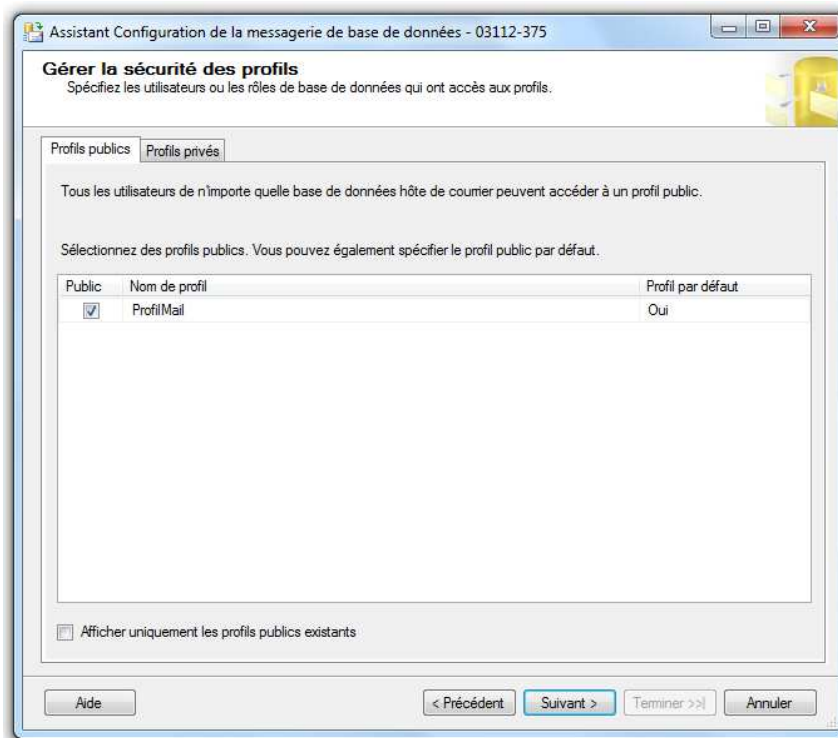 Assistant Configuration de la messagerie de base de données - 03112-375
Gérer la sécurité des profils
Spécifiez les utilisateurs ou les rôles de base de données qui ont accès aux profils.
Profils publics Profils privés
Tous les utilisateurs de n'importe quelle base de données hôte de courrier peuvent accéder à un profil public.
Sélectionnez des profils publics. Vous pouvez également spécifier le profil public par défaut.
Public Nom de profil Profil par défaut
ProfilMail Oui
Afficher uniquement les profils publics existants
Aide < Précédent Suivant > Terminer >>| Annuler